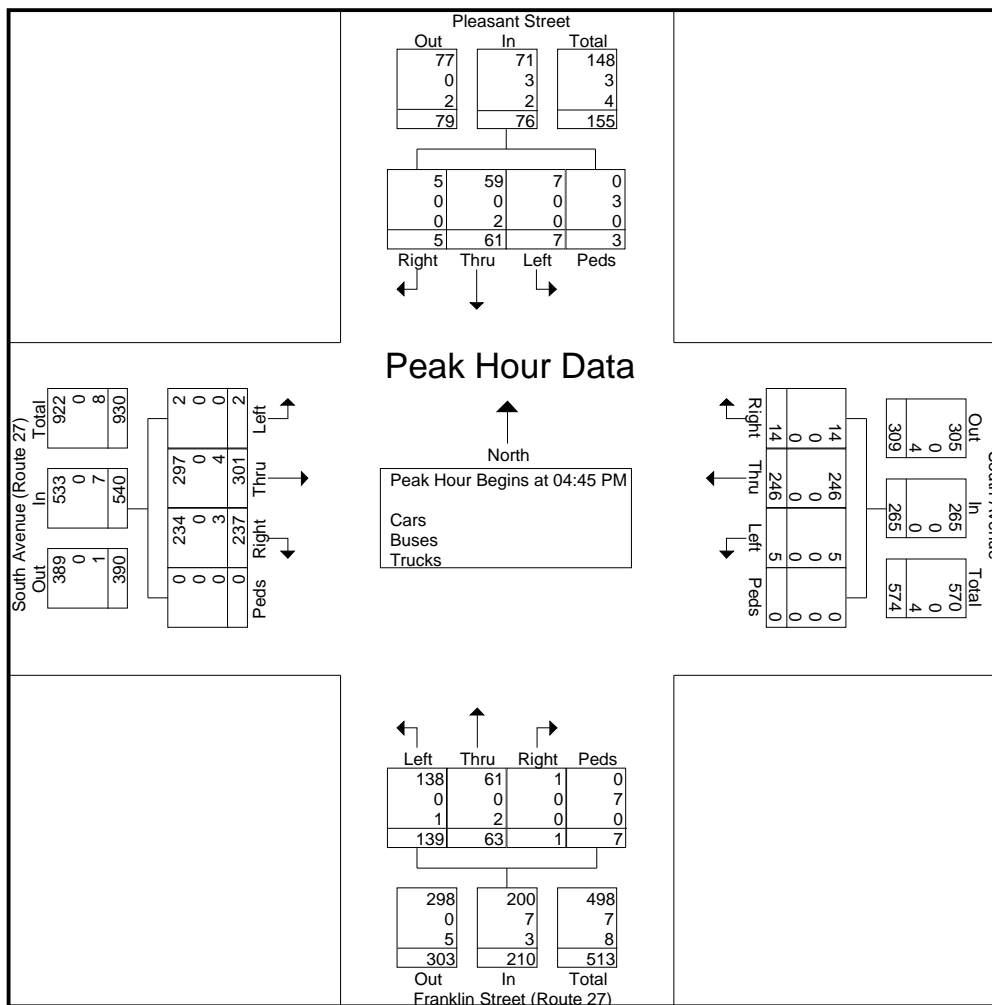 Pleasant Street
Out In Total
77 71 148
0 3 3
2 2 4
79 76 155
5 59 7 0
0 0 0 3
0 2 0 0
5 61 7 3
Right Thru Left Peds
Peak Hour Data
North
Peak Hour Begins at 04:45 PM
Cars
Buses
Trucks
South Avenue (Route 27)
Out In Total
389 533 922
0 0 0
1 7 8
390 540 930
0 234 297 2
0 0 0 0
0 3 4 0
0 237 301 2
Peds Right Thru Left
South Avenue
Out In Total
305 265 570
0 0 0
4 0 4
309 265 574
14 246 5 0
0 0 0 0
0 0 0 0
14 246 5 0
Right Thru Left Peds
Left Thru Right Peds
138 61 1 0
0 0 0 7
1 2 0 0
139 63 1 7
298 200 498
0 7 7
5 3 8
303 210 513
Out In Total
Franklin Street (Route 27)